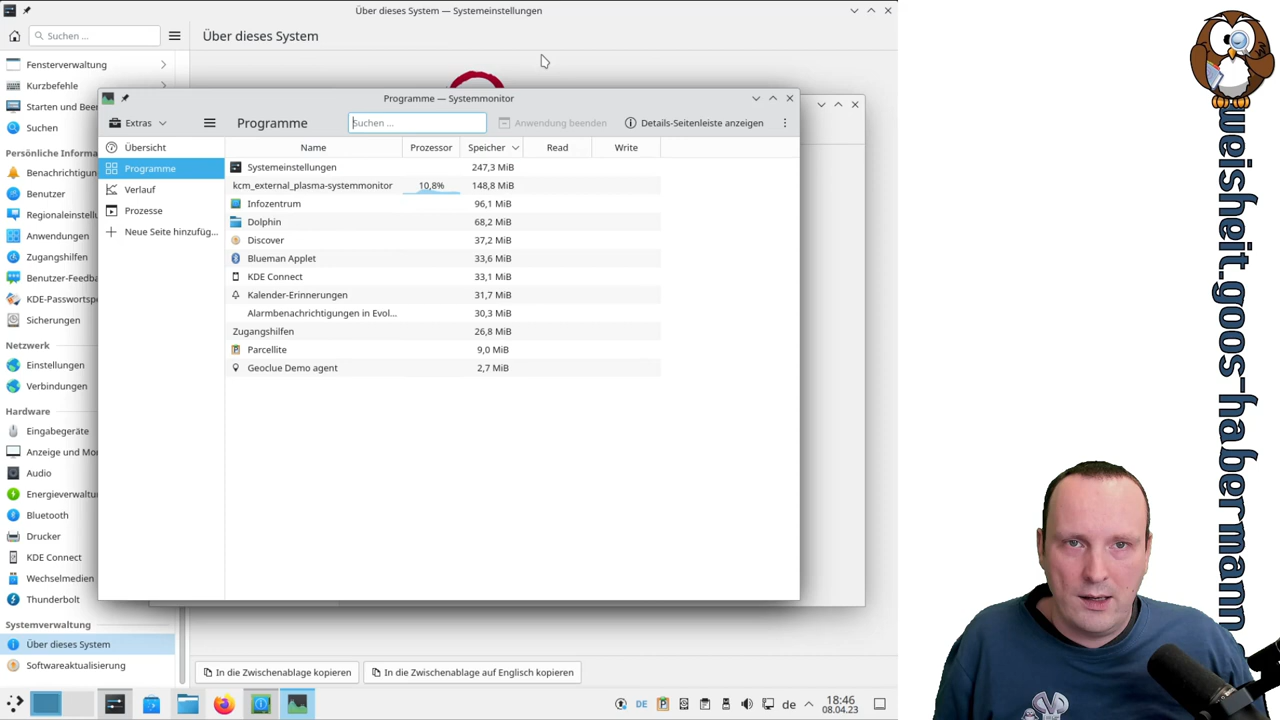 Über dieses System — Systemeinstellungen
Suchen ...
Über dieses System
Fensterverwaltung
Kurzbefehle
Starten und Been
Suchen
Persönliche Informa
Benachrichtigun
Benutzer
Regionaleinstellu
Anwendungen
Zugangshilfen
Benutzer-Feedba
KDE-Passwortspe
Sicherungen
Netzwerk
Einstellungen
Verbindungen
Hardware
Eingabegeräte
Anzeige und Mon
Audio
Energieverwaltu
Bluetooth
Drucker
KDE Connect
Wechselmedien
Thunderbolt
Systemverwaltung
Über dieses System
Softwareaktualisierung
Programme — Systemmonitor
Extras
Programme
Suchen ...
Anwendung beenden
Details-Seitenleiste anzeigen
Übersicht
Programme
Verlauf
Prozesse
Neue Seite hinzufüg...
Name Prozessor Speicher Read Write
Systemeinstellungen 247,3 MiB
kcm_external_plasma-systemmonitor 10,8% 148,8 MiB
Infozentrum 96,1 MiB
Dolphin 68,2 MiB
Discover 37,2 MiB
Blueman Applet 33,6 MiB
KDE Connect 33,1 MiB
Kalender-Erinnerungen 31,7 MiB
Alarmbenachrichtigungen in Evol... 30,3 MiB
Zugangshilfen 26,8 MiB
Parcellite 9,0 MiB
Geoclue Demo agent 2,7 MiB
In die Zwischenablage kopieren
In die Zwischenablage auf Englisch kopieren
DE
de
18:46
08.04.23
weisheit.goos-habermann